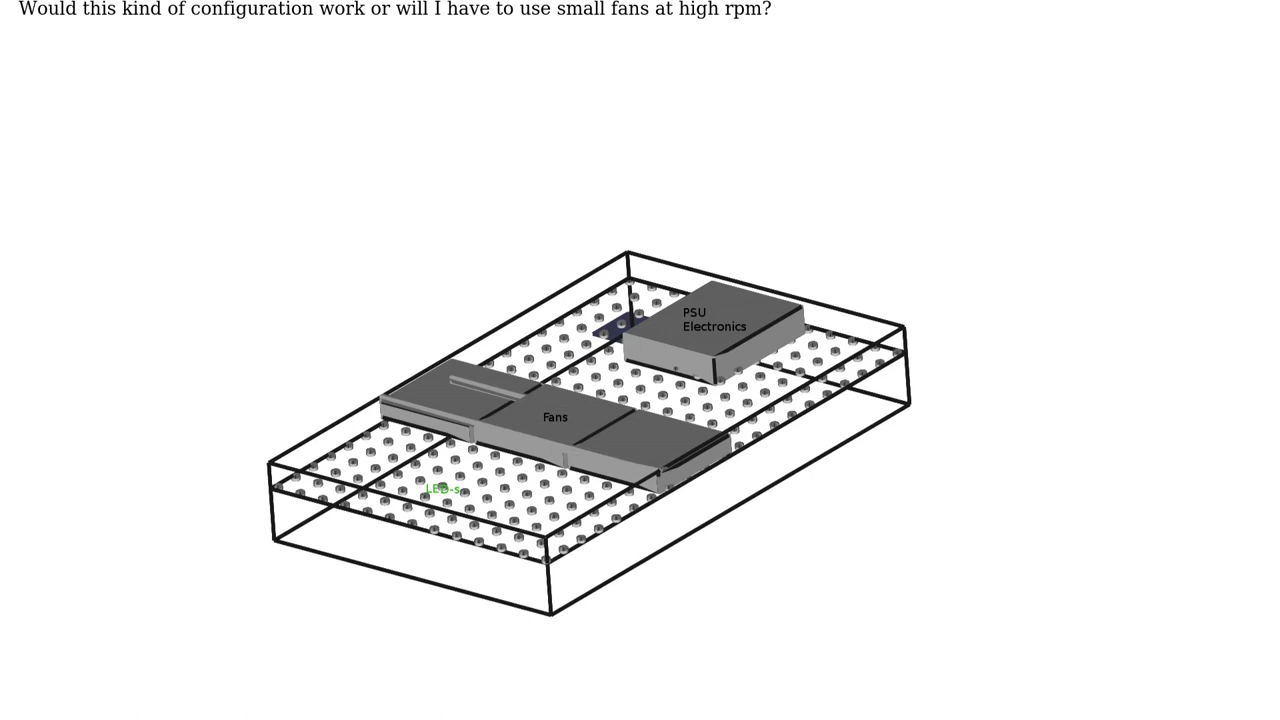 Would this kind of configuration work or will I have to use small fans at high rpm?
PSU
Electronics
Fans
LED-s